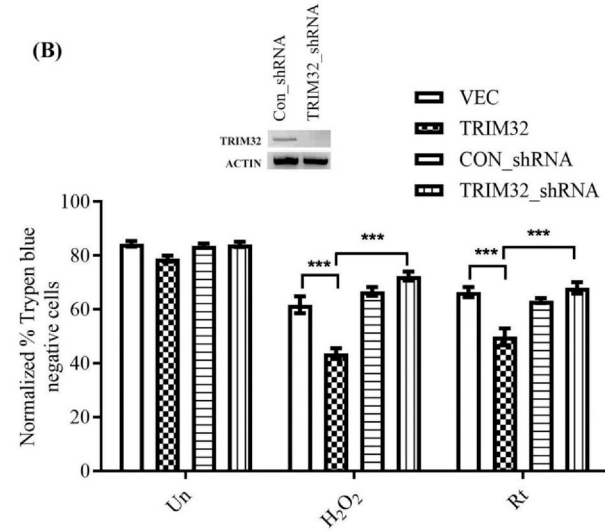 (B)
Con_shRNA
TRIM32_shRNA
TRIM32
ACTIN
VEC
TRIM32
CON_shRNA
TRIM32_shRNA
Normalized % Trypen blue
negative cells
100
80
60
40
20
0
***
***
***
***
Un
H₂O₂
Rt